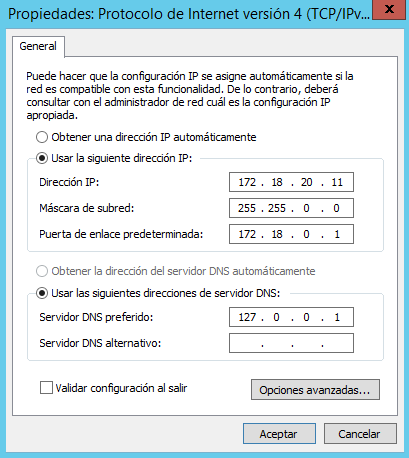 Propiedades: Protocolo de Internet versión 4 (TCP/IPv...
General
Puede hacer que la configuración IP se asigne automáticamente si la
red es compatible con esta funcionalidad. De lo contrario, deberá
consultar con el administrador de red cuál es la configuración IP
apropiada.
Obtener una dirección IP automáticamente
Usar la siguiente dirección IP:
Dirección IP: 172 . 18 . 20 . 11
Máscara de subred: 255 . 255 . 0 . 0
Puerta de enlace predeterminada: 172 . 18 . 0 . 1
Obtener la dirección del servidor DNS automáticamente
Usar las siguientes direcciones de servidor DNS:
Servidor DNS preferido: 127 . 0 . 0 . 1
Servidor DNS alternativo: . . .
Validar configuración al salir
Opciones avanzadas...
Aceptar Cancelar